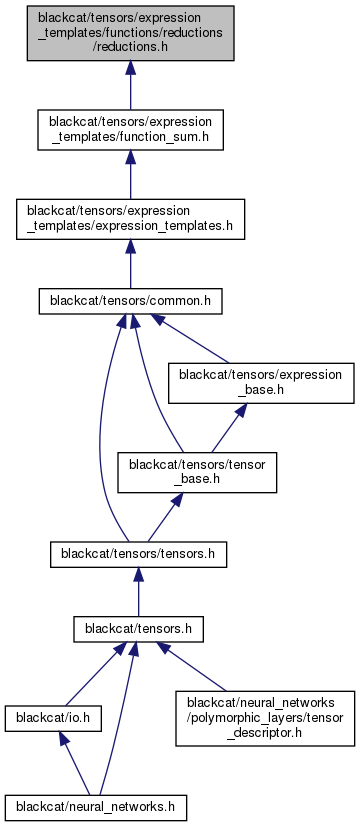 blackcat/tensors/expression
_templates/functions/reductions
/reductions.h
blackcat/tensors/expression
_templates/function_sum.h
blackcat/tensors/expression
_templates/expression_templates.h
blackcat/tensors/common.h
blackcat/tensors/expression
_base.h
blackcat/tensors/tensor
_base.h
blackcat/tensors/tensors.h
blackcat/tensors.h
blackcat/io.h
blackcat/neural_networks
/polymorphic_layers/tensor
_descriptor.h
blackcat/neural_networks.h